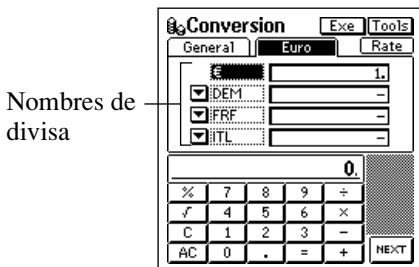 Conversion Exe Tools
General Euro Rate
€ 1.
DEM –
FRF –
ITL –
Nombres de
divisa
0.
% 7 8 9 ÷
√ 4 5 6 ×
C 1 2 3 –
AC 0 . = + NEXT